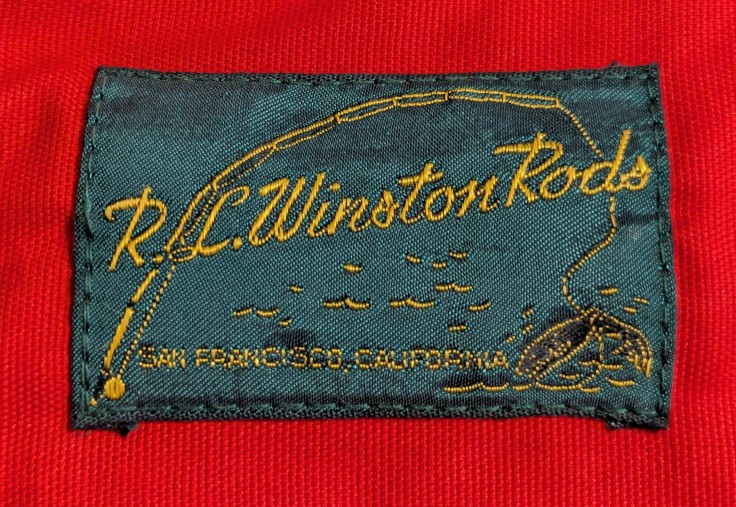 R.L. Winston Rods
SAN FRANCISCO, CALIFORNIA